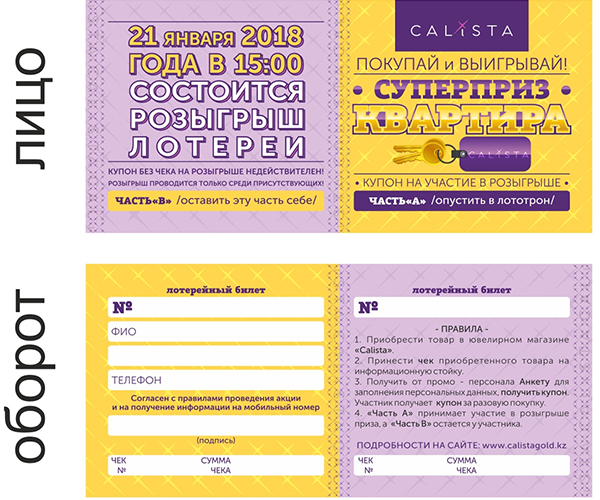 лицо
21 ЯНВАРЯ 2018
ГОДА В 15:00
СОСТОИТСЯ
РОЗЫГРЫШ
ЛОТЕРЕИ
КУПОН БЕЗ ЧЕКА НА РОЗЫГРЫШЕ НЕДЕЙСТВИТЕЛЕН!
РОЗЫГРЫШ ПРОВОДИТСЯ ТОЛЬКО СРЕДИ ПРИСУТСТВУЮЩИХ!
ЧАСТЬ«В» /оставить эту часть себе/
CALISTA
ПОКУПАЙ и ВЫИГРЫВАЙ!
• СУПЕРПРИЗ •
КВАРТИРА
CALISTA
• КУПОН НА УЧАСТИЕ В РОЗЫГРЫШЕ •
ЧАСТЬ«А» /опустить в лототрон/
оборот
лотерейный билет
№
ФИО
ТЕЛЕФОН
Согласен с правилами проведения акции
и на получение информации на мобильный номер
(подпись)
ЧЕК СУММА
№ ЧЕКА
лотерейный билет
№
- ПРАВИЛА -
1. Приобрести товар в ювелирном магазине
«Calista».
2. Принести чек приобретенного товара на
информационную стойку.
3. Получить от промо - персонала Анкету для
заполнения персональных данных, получить купон.
Участник получает купон за разовую покупку.
4. «Часть А» принимает участие в розыгрыше
приза, а «Часть В» остается у участника.
ПОДРОБНОСТИ НА САЙТЕ: www.calistagold.kz
ЧЕК СУММА
№ ЧЕКА